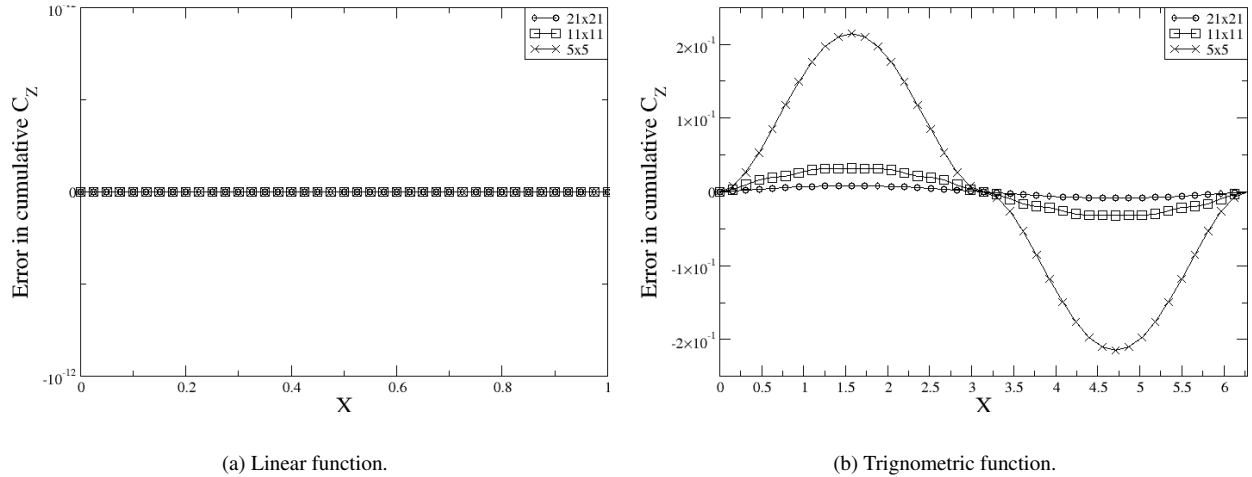 21x21
11x11
5x5
Error in cumulative C_Z
0
-10^-12
0 0.2 0.4 0.6 0.8 1
X
(a) Linear function.
21x21
11x11
5x5
Error in cumulative C_Z
2×10^-1
1×10^-1
0
-1×10^-1
-2×10^-1
0 0.5 1 1.5 2 2.5 3 3.5 4 4.5 5 5.5 6
X
(b) Trignometric function.